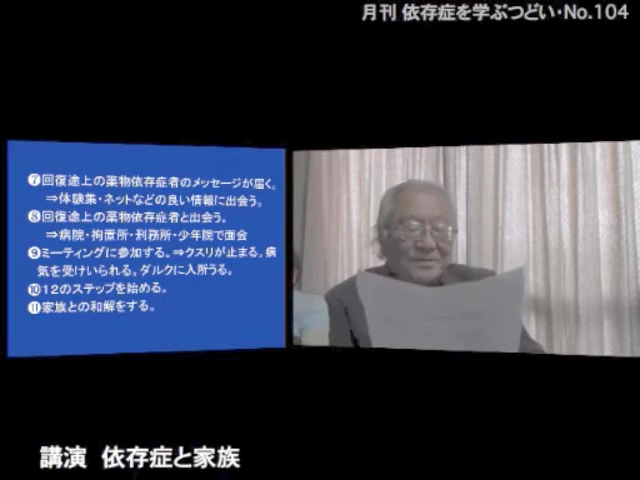 月刊 依存症を学ぶつどい・No.104
❼回復途上の薬物依存症者のメッセージが届く。
⇒体験集・ネットなどの良い情報に出会う。
❽回復途上の薬物依存症者と出会う。
⇒病院・拘置所・刑務所・少年院で面会
❾ミーティングに参加する。⇒クスリが止まる。病
気を受けいられる。ダルクに入所うる。
❿12のステップを始める。
⓫家族との和解をする。
講演 依存症と家族